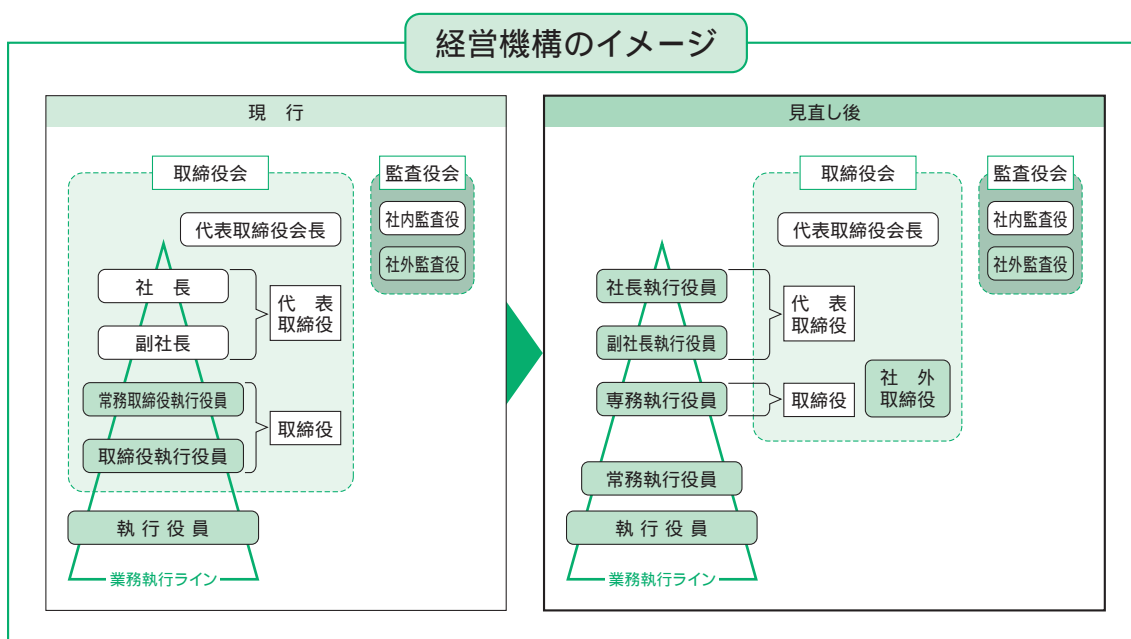 経営機構のイメージ
現 行
取締役会
監査役会
代表取締役会長
社内監査役
社外監査役
社 長
副社長
代 表
取締役
常務取締役執行役員
取締役執行役員
取締役
執行役員
業務執行ライン
見直し後
取締役会
監査役会
代表取締役会長
社内監査役
社外監査役
社長執行役員
副社長執行役員
代 表
取締役
専務執行役員
取締役
社 外
取締役
常務執行役員
執行役員
業務執行ライン